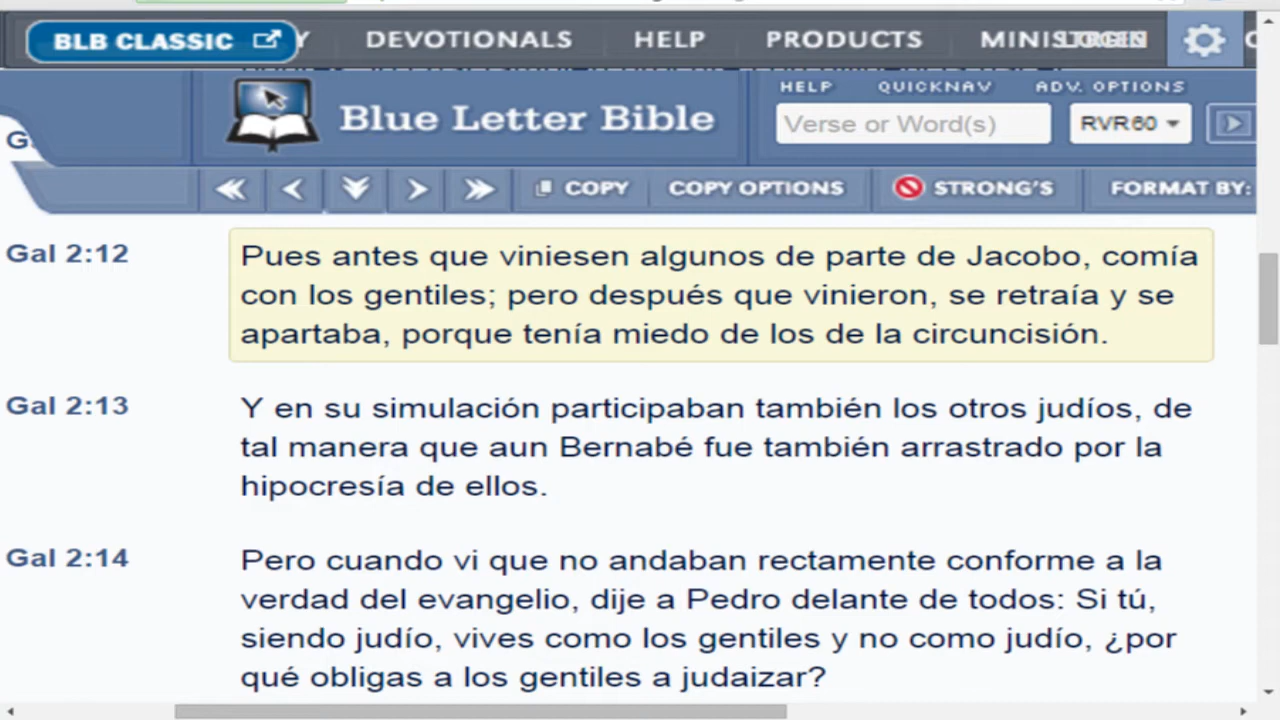 BLB CLASSIC
DEVOTIONALS HELP PRODUCTS
Blue Letter Bible
HELP QUICKNAV ADV. OPTIONS
Verse or Word(s) RVR60
COPY COPY OPTIONS STRONG'S FORMAT BY:
Gal 2:12 Pues antes que viniesen algunos de parte de Jacobo, comía
con los gentiles; pero después que vinieron, se retraía y se
apartaba, porque tenía miedo de los de la circuncisión.
Gal 2:13 Y en su simulación participaban también los otros judíos, de
tal manera que aun Bernabé fue también arrastrado por la
hipocresía de ellos.
Gal 2:14 Pero cuando vi que no andaban rectamente conforme a la
verdad del evangelio, dije a Pedro delante de todos: Si tú,
siendo judío, vives como los gentiles y no como judío, ¿por
qué obligas a los gentiles a judaizar?